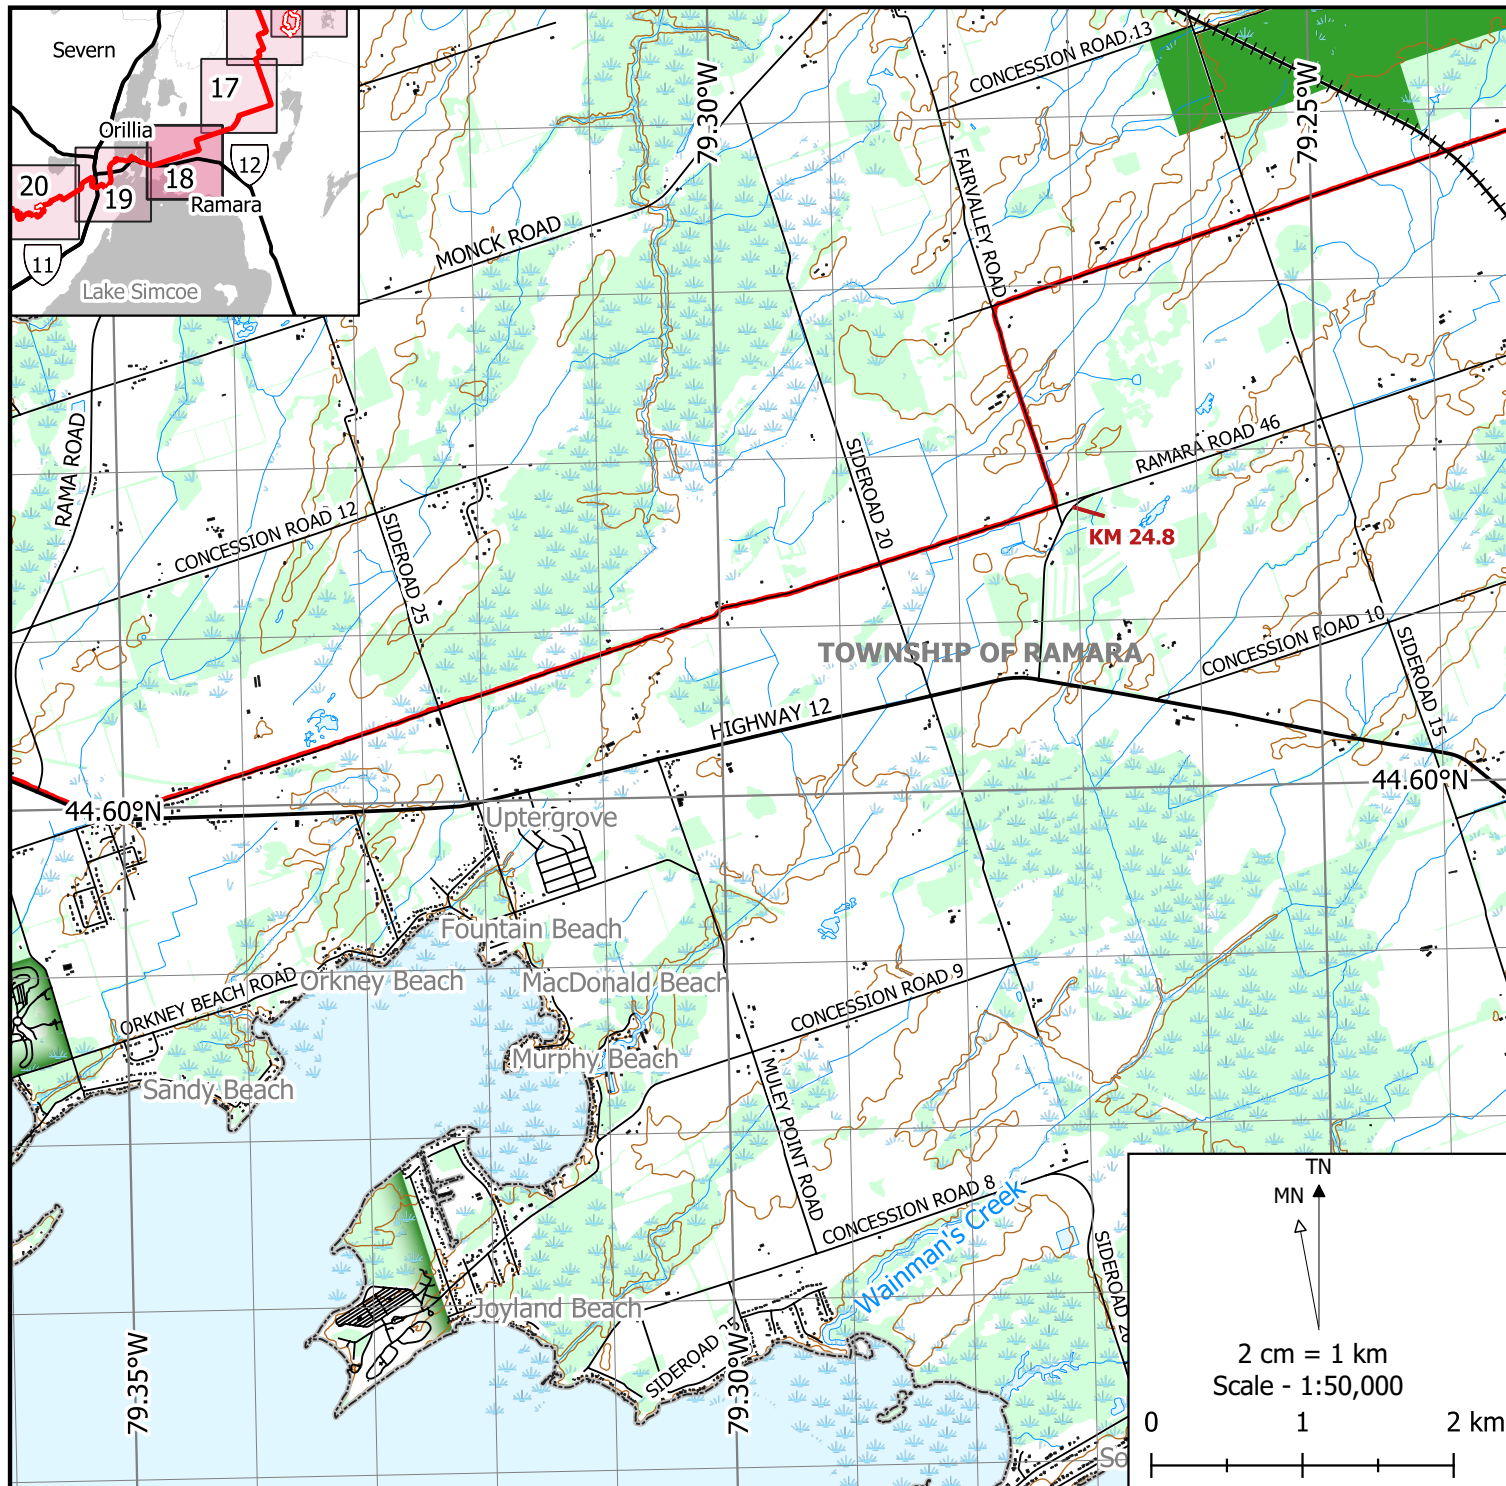 Severn
17
Orillia
12
20
18
19
Ramara
11
Lake Simcoe
79.30°W
79.25°W
CONCESSION ROAD 13
FAIRVALLEY ROAD
MONCK ROAD
RAMA ROAD
CONCESSION ROAD 12
SIDEROAD 25
SIDEROAD 20
RAMARA ROAD 46
KM 24.8
CONCESSION ROAD 10
SIDEROAD 15
TOWNSHIP OF RAMARA
HIGHWAY 12
44.60°N
44.60°N
Uptergrove
Fountain Beach
Orkney Beach
MacDonald Beach
ORKNEY BEACH ROAD
CONCESSION ROAD 9
Murphy Beach
Sandy Beach
MULEY POINT ROAD
CONCESSION ROAD 8
Wainman's Creek
SIDEROAD 20
Joyland Beach
SIDEROAD 25
79.35°W
79.30°W
TN
MN
2 cm = 1 km
Scale - 1:50,000
0 1 2 km
So